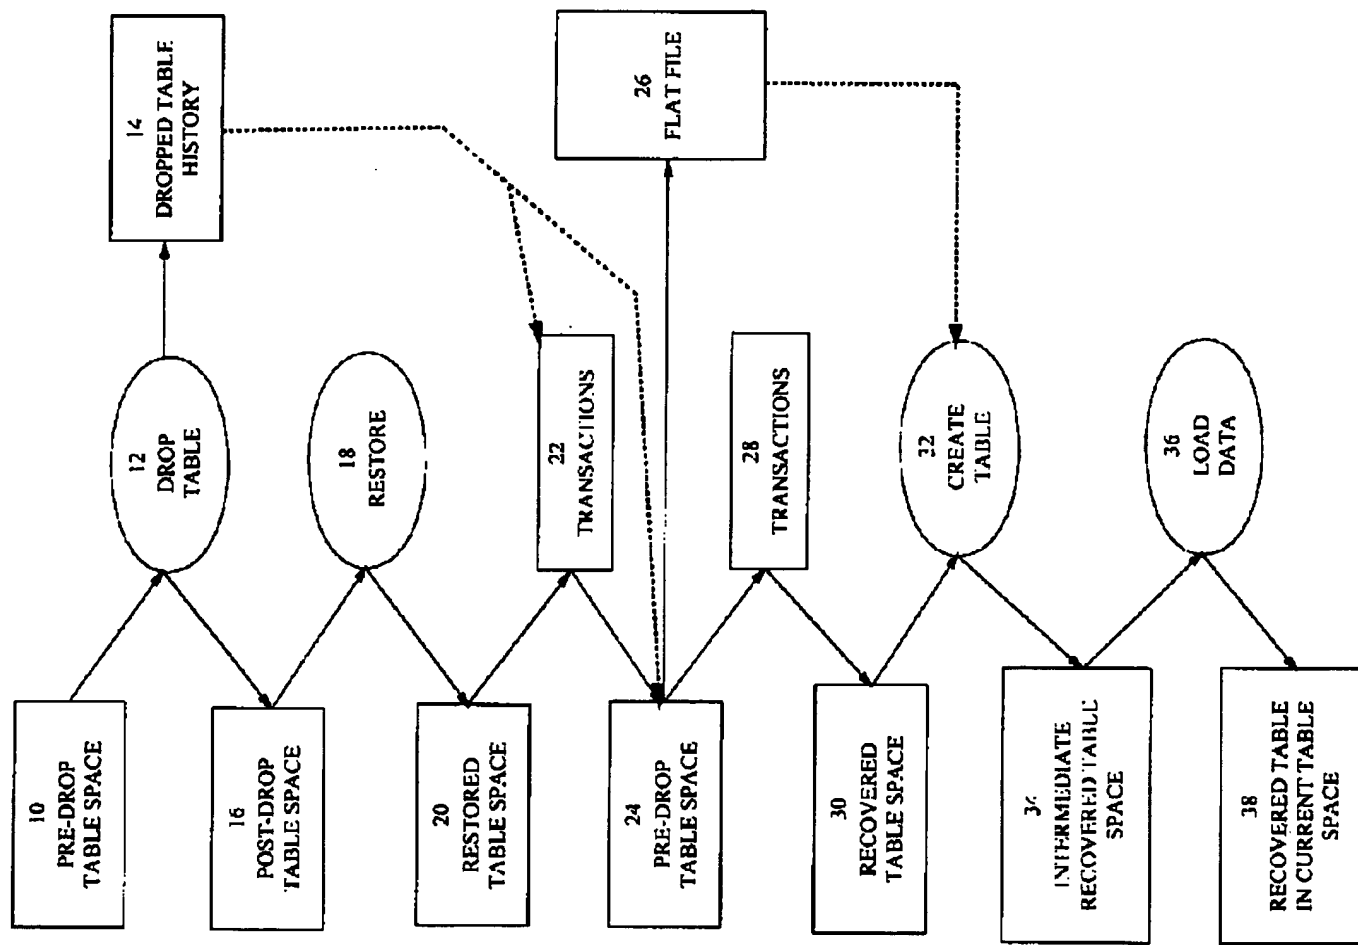 10
PRE-DROP
TABLE SPACE
12
DROP
TABLE
14
DROPPED TABLE
HISTORY
16
POST-DROP
TABLE SPACE
18
RESTORE
20
RESTORED
TABLE SPACE
22
TRANSACTIONS
24
PRE-DROP
TABLE SPACE
26
FLAT FILE
28
TRANSACTIONS
30
RECOVERED
TABLE SPACE
32
CREATE
TABLE
34
INTERMEDIATE
RECOVERED TABLE
SPACE
36
LOAD
DATA
38
RECOVERED TABLE
IN CURRENT TABLE
SPACE